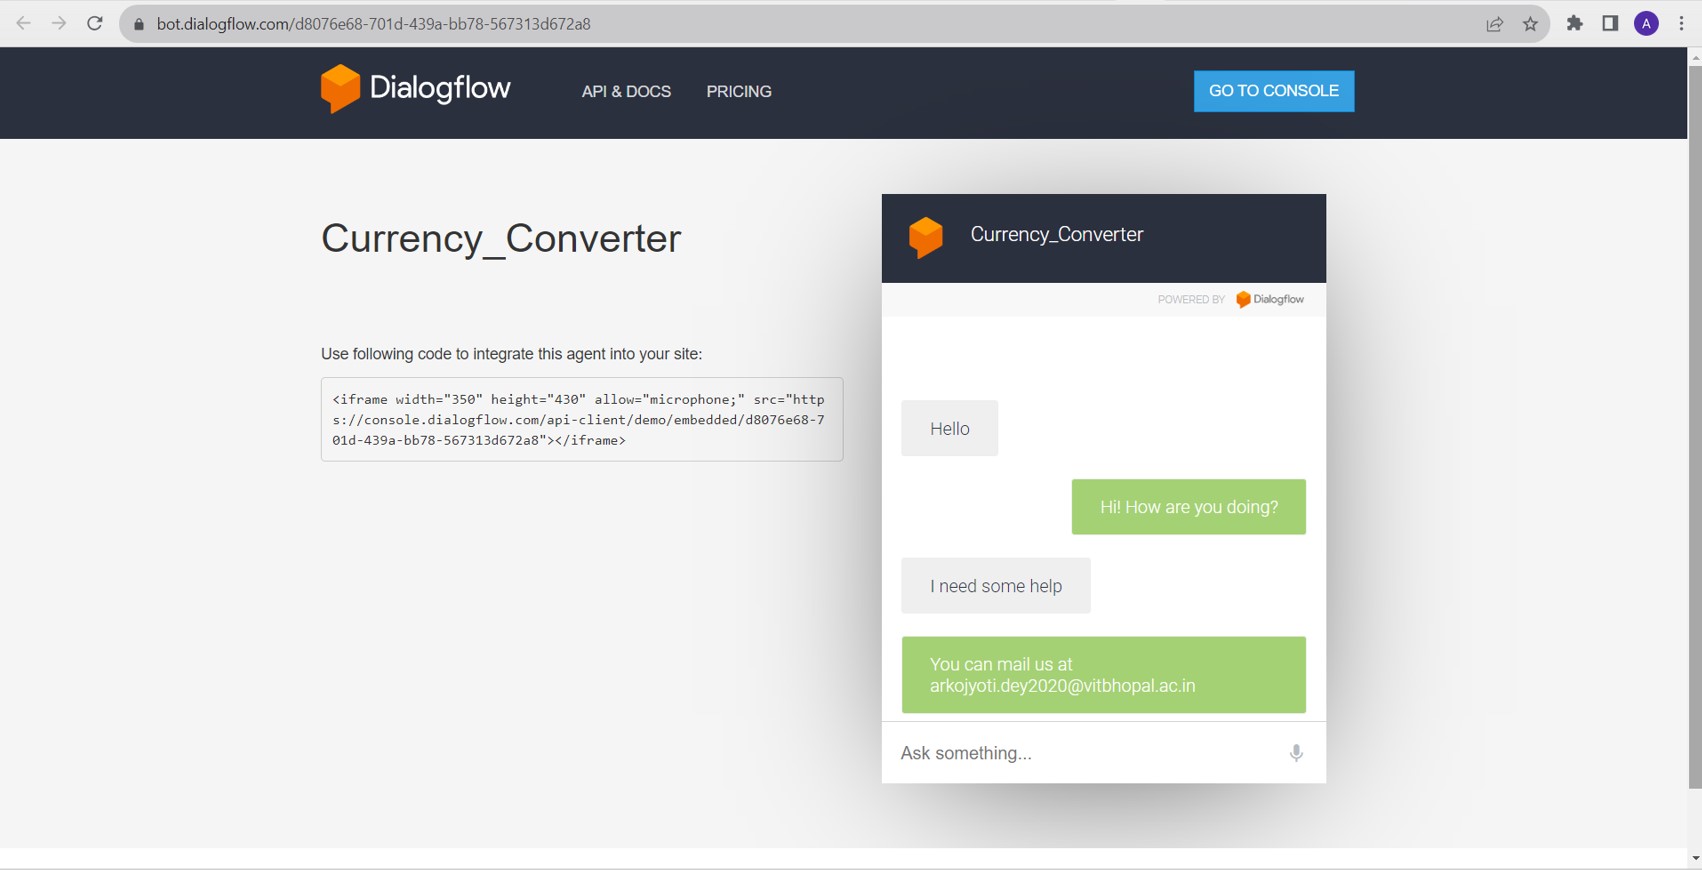 bot.dialogflow.com/d8076e68-701d-439a-bb78-567313d672a8
A
Dialogflow
API & DOCS
PRICING
GO TO CONSOLE
Currency_Converter
Use following code to integrate this agent into your site:
<iframe width="350" height="430" allow="microphone;" src="http
s://console.dialogflow.com/api-client/demo/embedded/d8076e68-7
01d-439a-bb78-567313d672a8"></iframe>
Currency_Converter
POWERED BY Dialogflow
Hello
Hi! How are you doing?
I need some help
You can mail us at
arkojyoti.dey2020@vitbhopal.ac.in
Ask something...